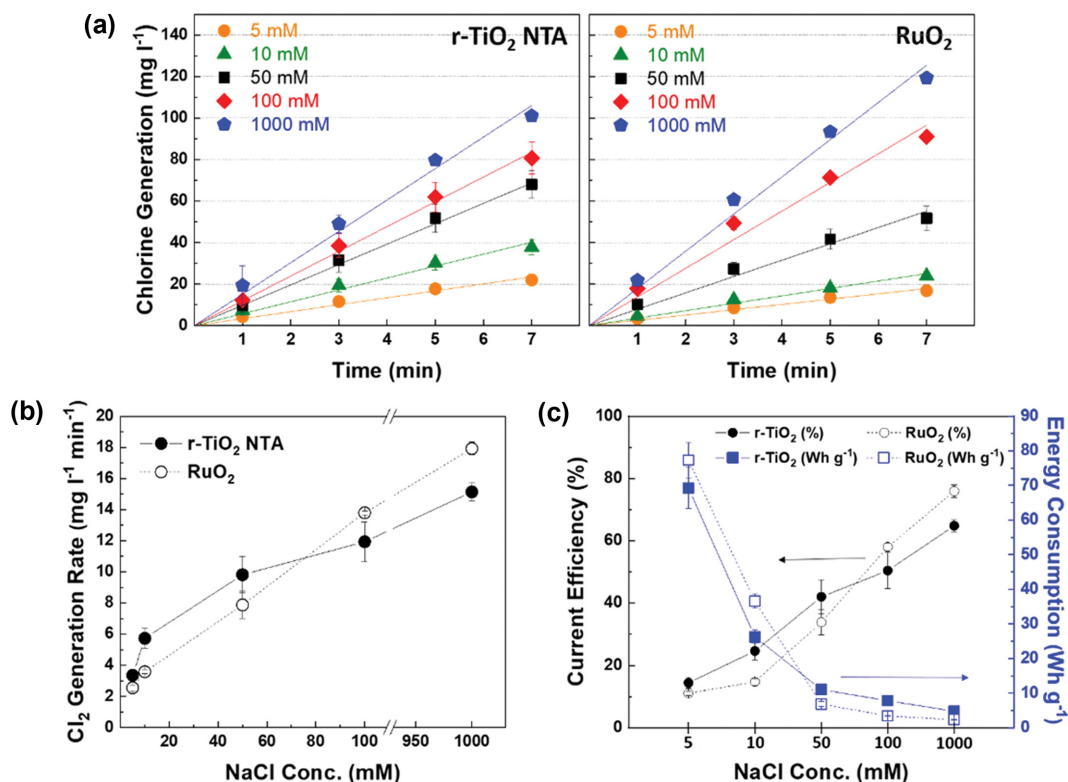 (a)
r-TiO₂ NTA
5 mM
10 mM
50 mM
100 mM
1000 mM
Chlorine Generation (mg l⁻¹)
140
120
100
80
60
40
20
0
1 2 3 4 5 6 7
Time (min)
RuO₂
5 mM
10 mM
50 mM
100 mM
1000 mM
1 2 3 4 5 6 7
Time (min)
(b)
r-TiO₂ NTA
RuO₂
Cl₂ Generation Rate (mg l⁻¹ min⁻¹)
20
18
16
14
12
10
8
6
4
2
0
20 40 60 80 100 950 1000
NaCl Conc. (mM)
(c)
r-TiO₂ (%) RuO₂ (%)
r-TiO₂ (Wh g⁻¹) RuO₂ (Wh g⁻¹)
Current Efficiency (%)
100
80
60
40
20
0
Energy Consumption (Wh g⁻¹)
90
80
70
60
50
40
30
20
10
0
5 10 50 100 1000
NaCl Conc. (mM)